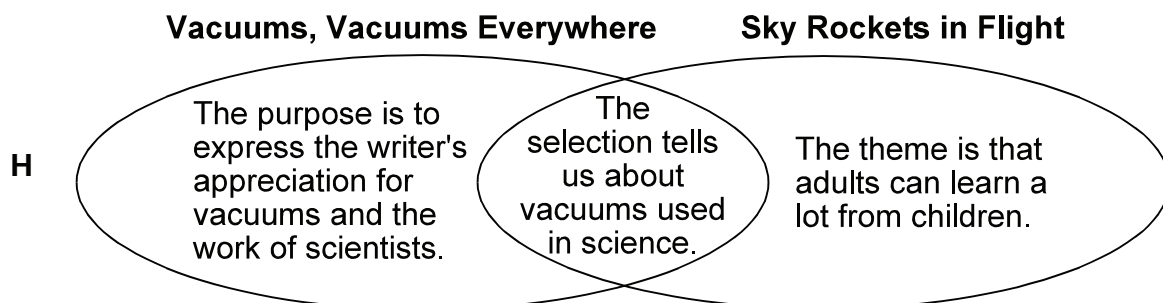 Vacuums, Vacuums Everywhere
Sky Rockets in Flight
H
The purpose is to
express the writer's
appreciation for
vacuums and the
work of scientists.
The
selection tells
us about
vacuums used
in science.
The theme is that
adults can learn a
lot from children.